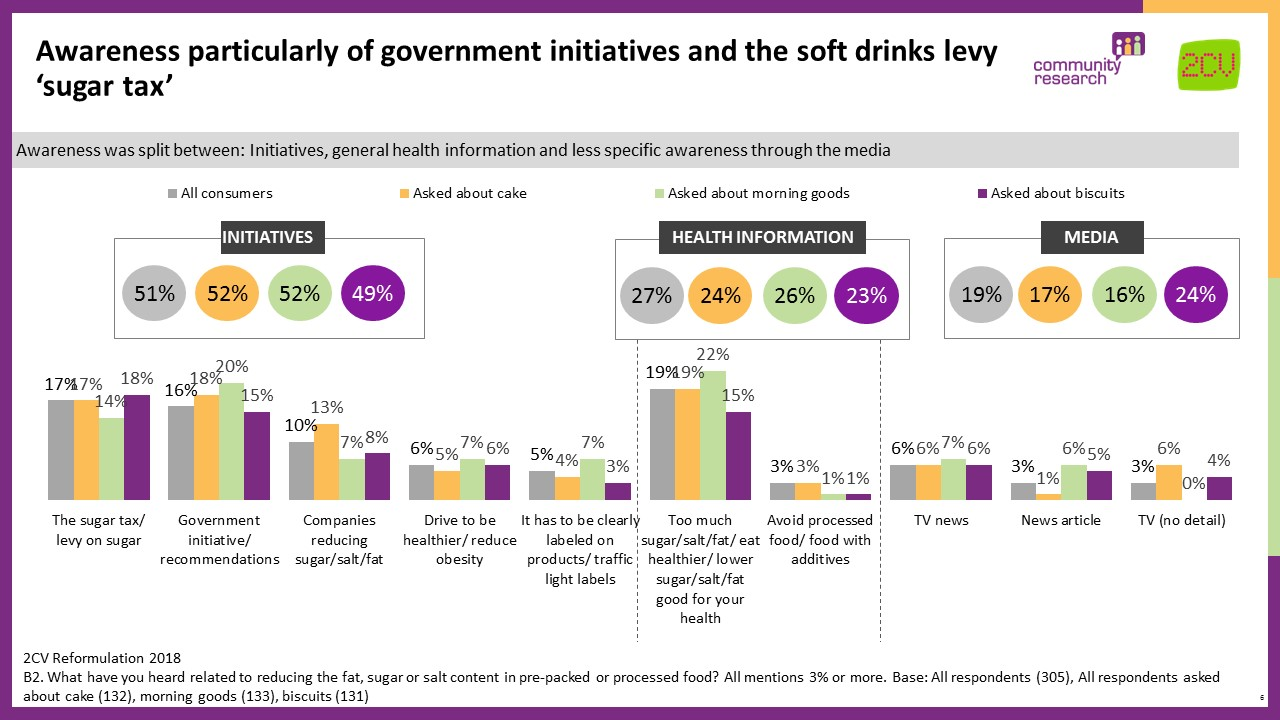 Awareness particularly of government initiatives and the soft drinks levy
‘sugar tax’
community
research
2CV
Awareness was split between: Initiatives, general health information and less specific awareness through the media
All consumers
Asked about cake
Asked about morning goods
Asked about biscuits
INITIATIVES
51% 52% 52% 49%
HEALTH INFORMATION
27% 24% 26% 23%
MEDIA
19% 17% 16% 24%
17% 17% 14% 18%
16% 18% 20% 15%
10% 13% 7% 8%
6% 5% 7% 6%
5% 4% 7% 3%
19% 19% 22% 15%
3% 3% 1% 1%
6% 6% 7% 6%
3% 1% 6% 5%
3% 6% 0% 4%
The sugar tax/
levy on sugar
Government
initiative/
recommendations
Companies
reducing
sugar/salt/fat
Drive to be
healthier/ reduce
obesity
It has to be clearly
labeled on
products/ traffic
light labels
Too much
sugar/salt/fat/ eat
healthier/ lower
sugar/salt/fat
good for your
health
Avoid processed
food/ food with
additives
TV news
News article
TV (no detail)
2CV Reformulation 2018
B2. What have you heard related to reducing the fat, sugar or salt content in pre-packed or processed food? All mentions 3% or more. Base: All respondents (305), All respondents asked
about cake (132), morning goods (133), biscuits (131)
6